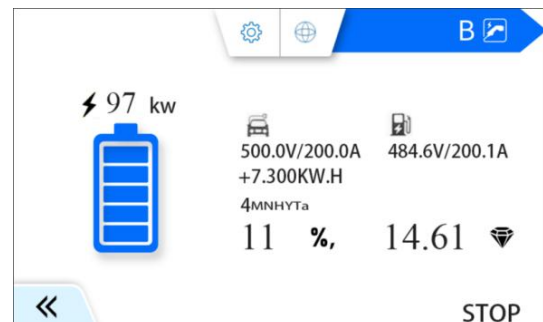 B
97 kw
500.0V/200.0A 484.6V/200.1A
+7.300KW.H
4MNHYTa
11 %, 14.61
STOP